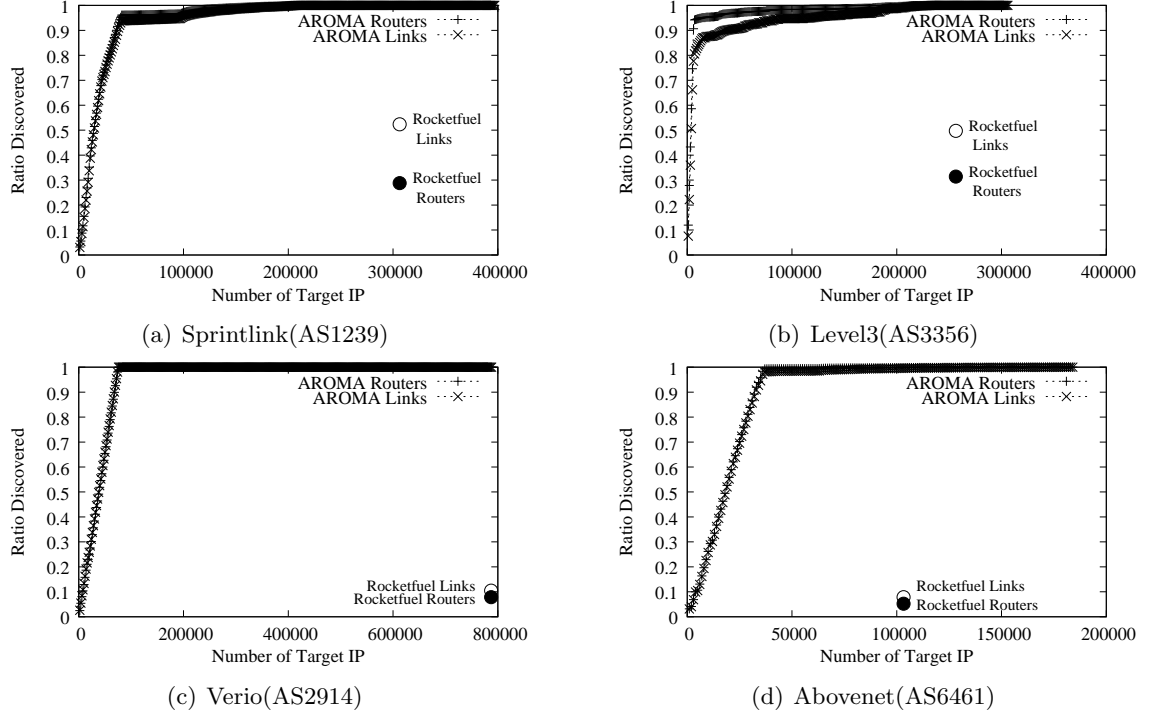 1
0.9
0.8
0.7
0.6
0.5
0.4
0.3
0.2
0.1
0
Ratio Discovered
AROMA Routers
AROMA Links
Rocketfuel
Links
Rocketfuel
Routers
0 100000 200000 300000 400000
Number of Target IP
(a) Sprintlink(AS1239)
1
0.9
0.8
0.7
0.6
0.5
0.4
0.3
0.2
0.1
0
Ratio Discovered
AROMA Routers
AROMA Links
Rocketfuel
Links
Rocketfuel
Routers
0 100000 200000 300000 400000
Number of Target IP
(b) Level3(AS3356)
1
0.9
0.8
0.7
0.6
0.5
0.4
0.3
0.2
0.1
0
Ratio Discovered
AROMA Routers
AROMA Links
Rocketfuel Links
Rocketfuel Routers
0 200000 400000 600000 800000
Number of Target IP
(c) Verio(AS2914)
1
0.9
0.8
0.7
0.6
0.5
0.4
0.3
0.2
0.1
0
Ratio Discovered
AROMA Routers
AROMA Links
Rocketfuel Links
Rocketfuel Routers
0 50000 100000 150000 200000
Number of Target IP
(d) Abovenet(AS6461)